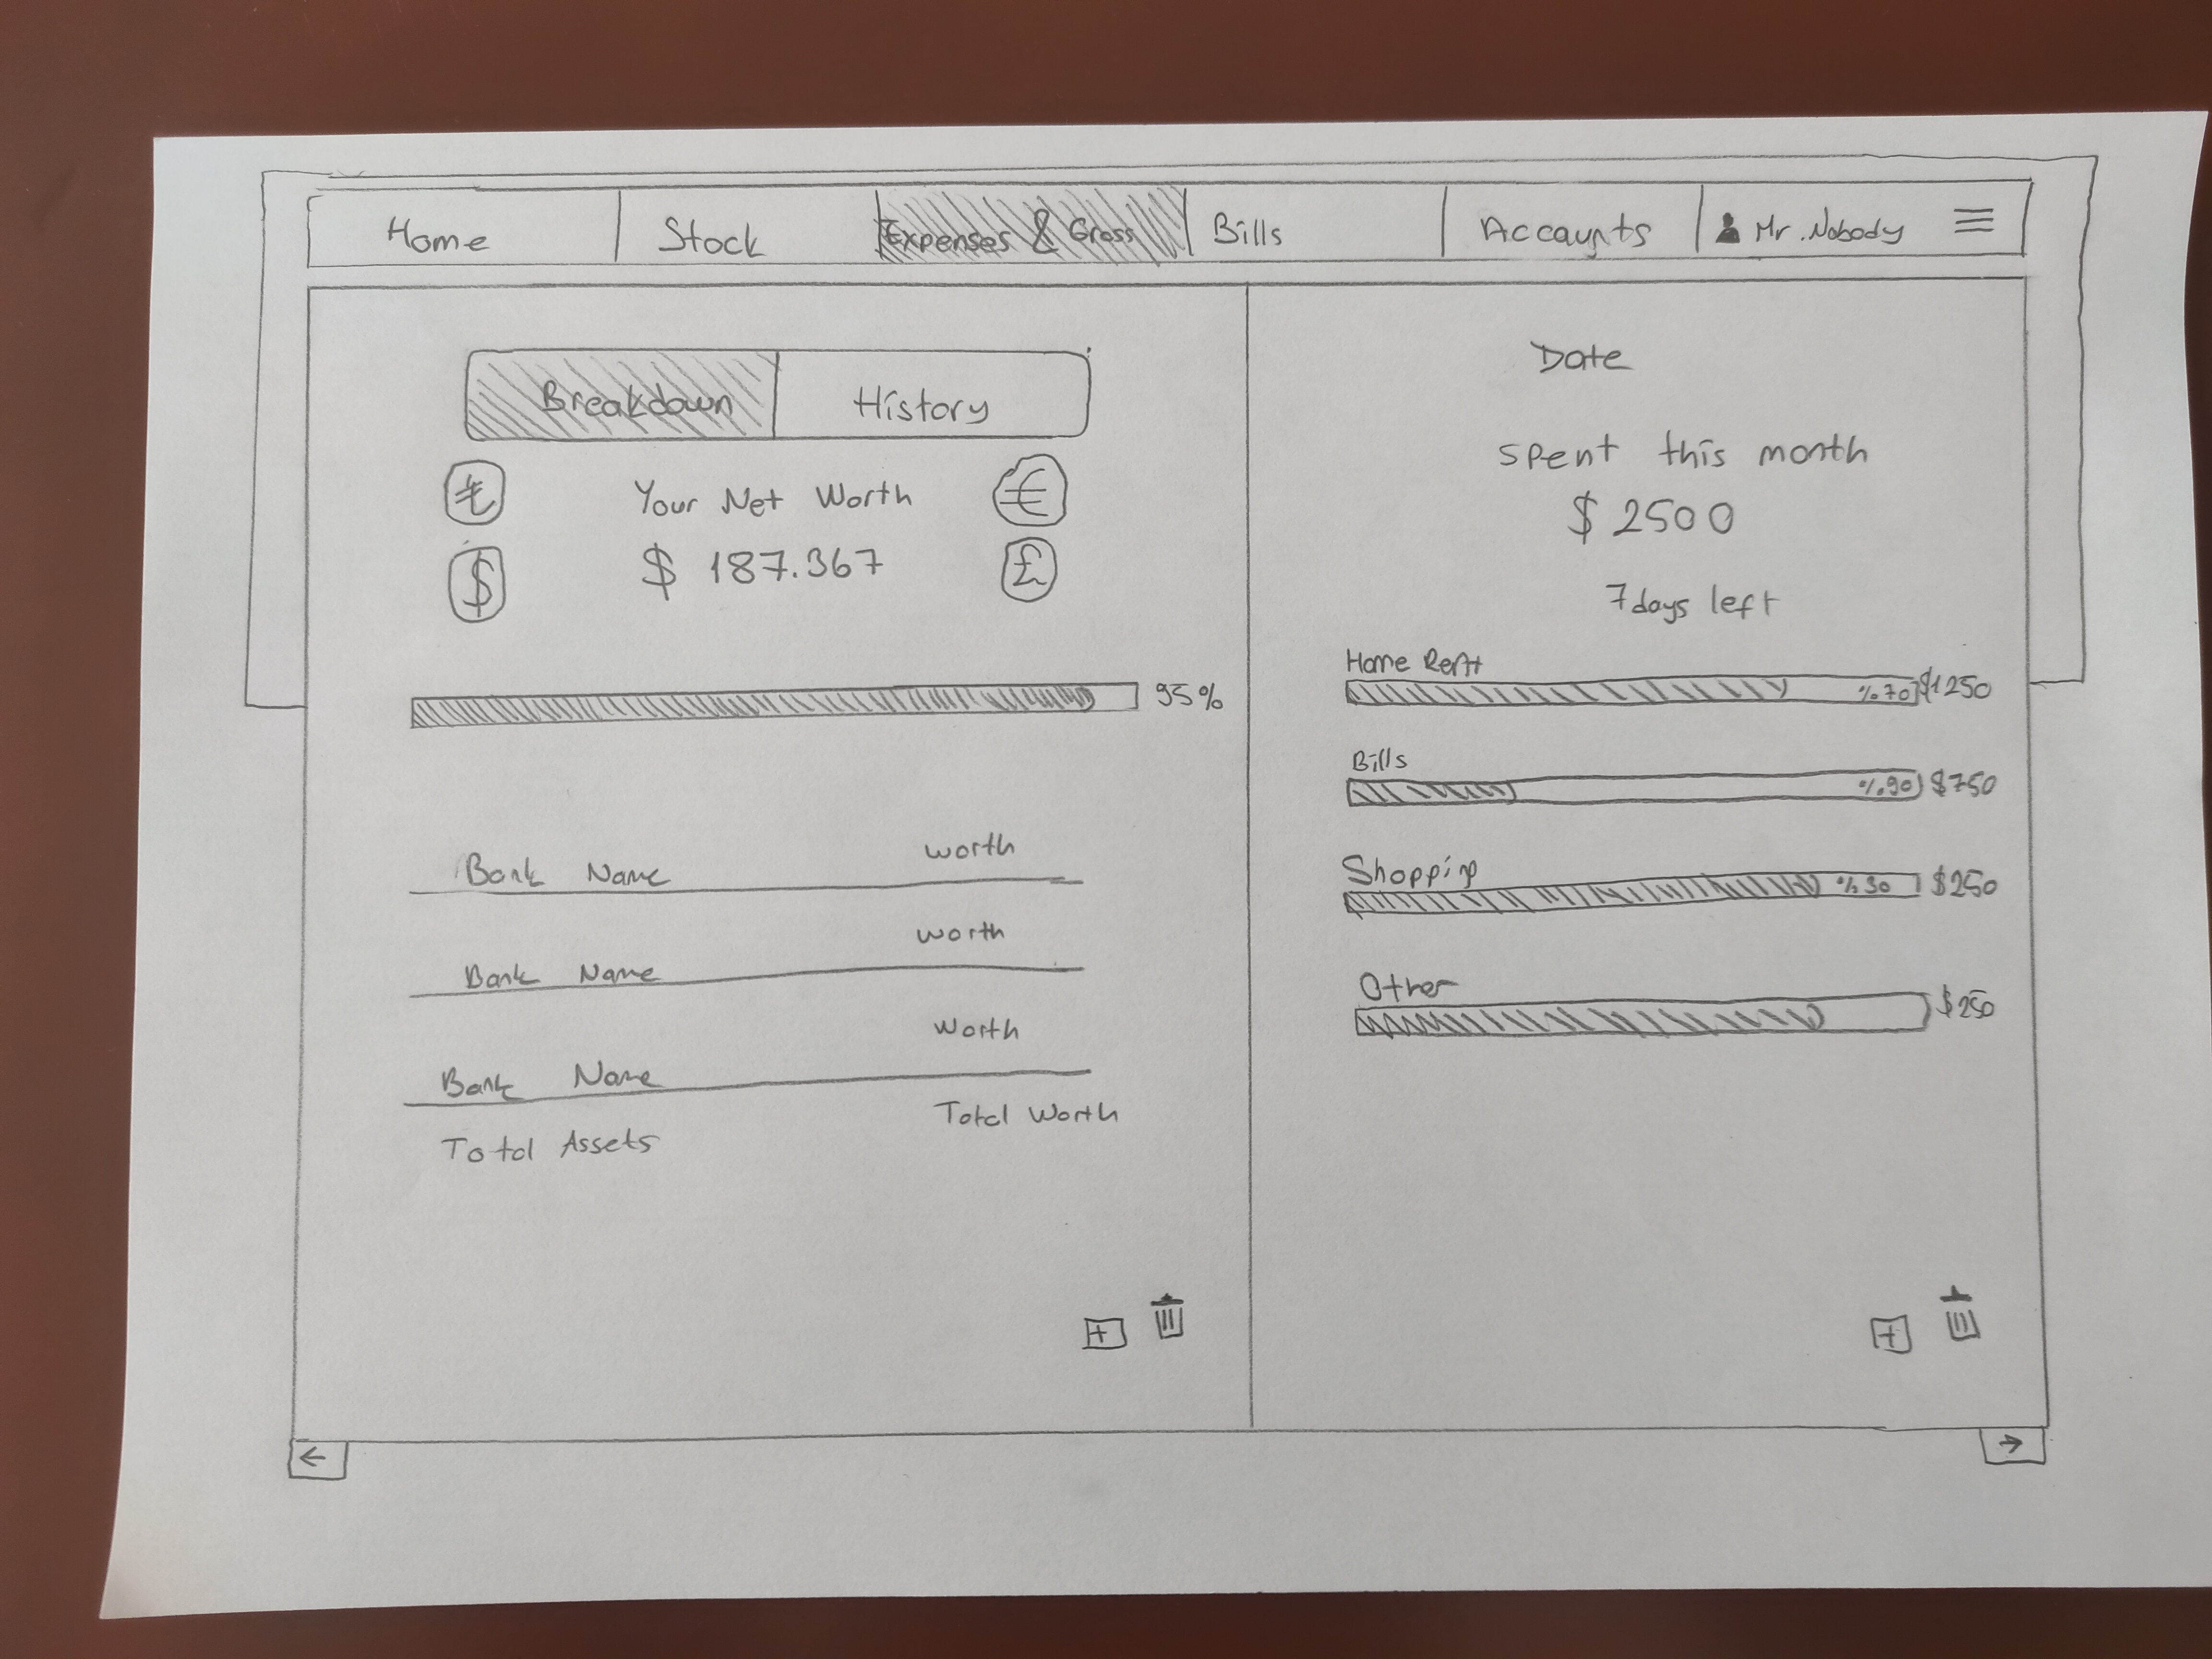 Home Stock Expenses & Gross Bills Accounts Mr. Nobody
Breakdown History
₺ Your Net Worth €
$ $ 187.367 £
95%
Bank Name worth
Bank Name worth
Bank Name worth
Total Assets Total Worth
Date
spent this month
$ 2500
7days left
Home Rent
%70 $1250
Bills
%90 $750
Shopping
%30 $250
Other
$250